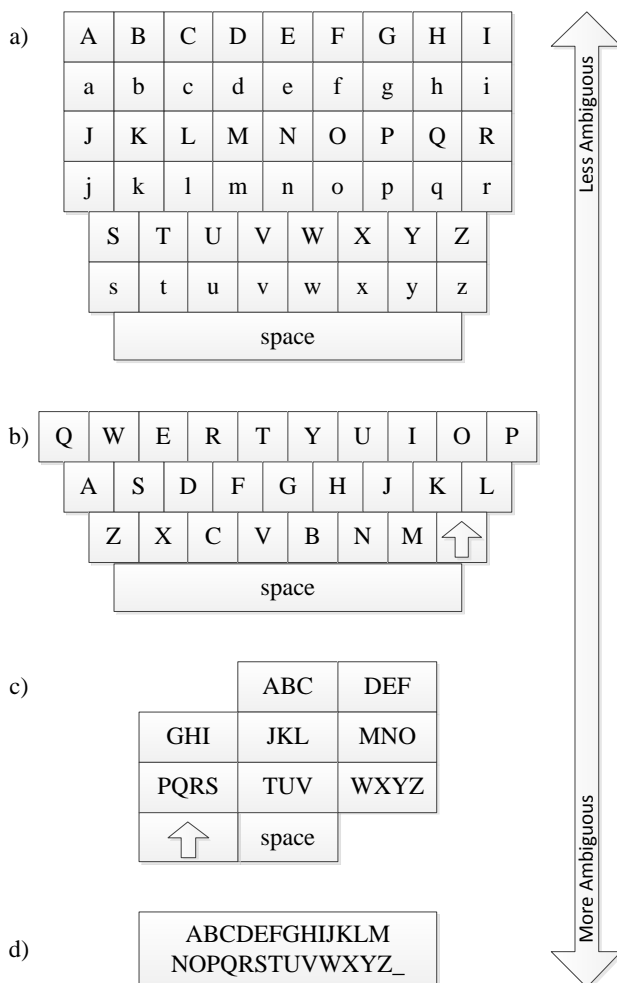 a) A B C D E F G H I
a b c d e f g h i
J K L M N O P Q R
j k l m n o p q r
S T U V W X Y Z
s t u v w x y z
space
b) Q W E R T Y U I O P
A S D F G H J K L
Z X C V B N M
space
c) ABC DEF
GHI JKL MNO
PQRS TUV WXYZ
space
d) ABCDEFGHIJKLM
NOPQRSTUVWXYZ_
Less Ambiguous
More Ambiguous